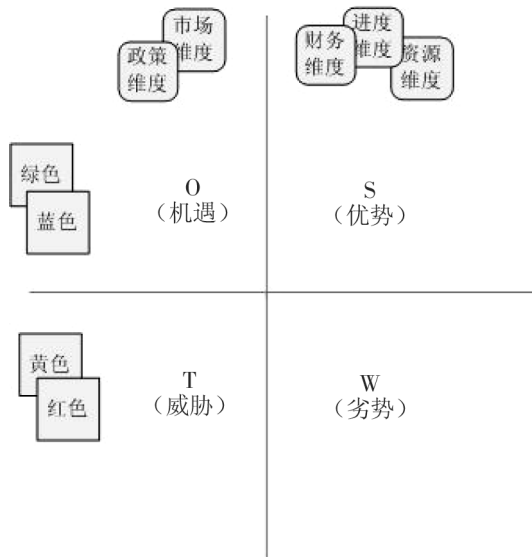 市场
维度
政策
维度
进度
维度
财务
维度
资源
维度
绿色
蓝色
O
（机遇）
S
（优势）
黄色
红色
T
（威胁）
W
（劣势）